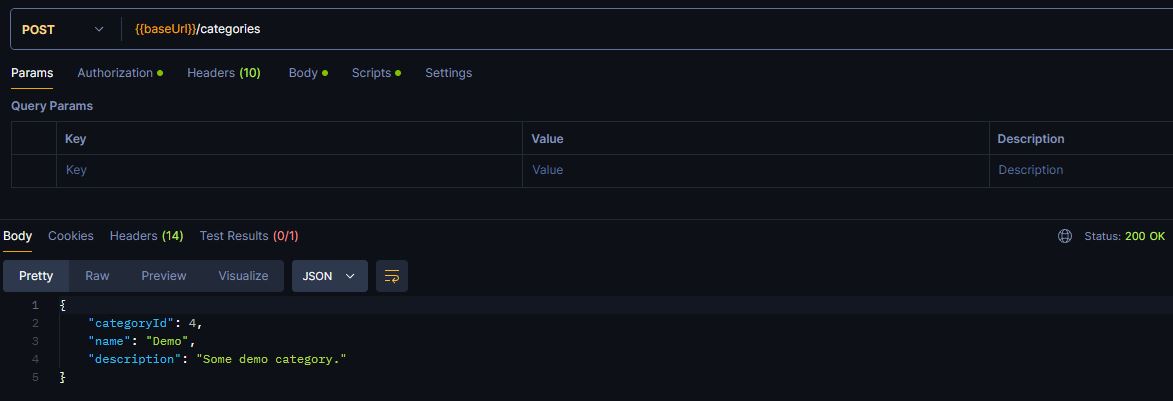 POST {{baseUrl}}/categories
Params Authorization Headers (10) Body Scripts Settings
Query Params
Key Value Description
Key Value Description
Body Cookies Headers (14) Test Results (0/1) Status: 200 OK
Pretty Raw Preview Visualize JSON
1 {
2 "categoryId": 4,
3 "name": "Demo",
4 "description": "Some demo category."
5 }